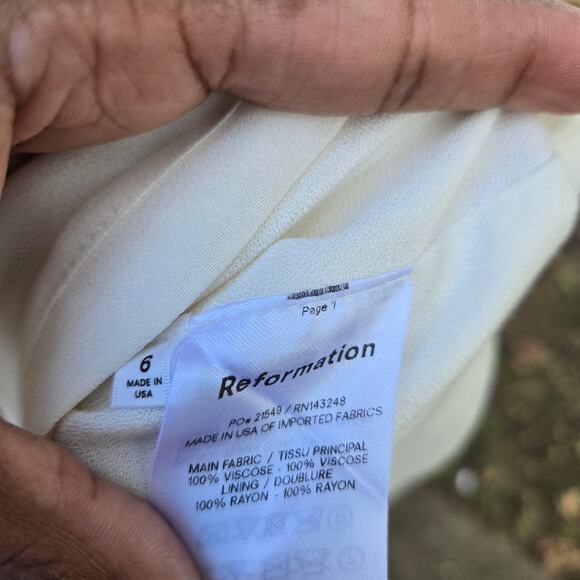 Page 1
6
MADE IN
USA
Reformation
PO# 21549 / RN143248
MADE IN USA OF IMPORTED FABRICS
MAIN FABRIC / TISSU PRINCIPAL
100% VISCOSE - 100% VISCOSE
LINING / DOUBLURE
100% RAYON - 100% RAYON